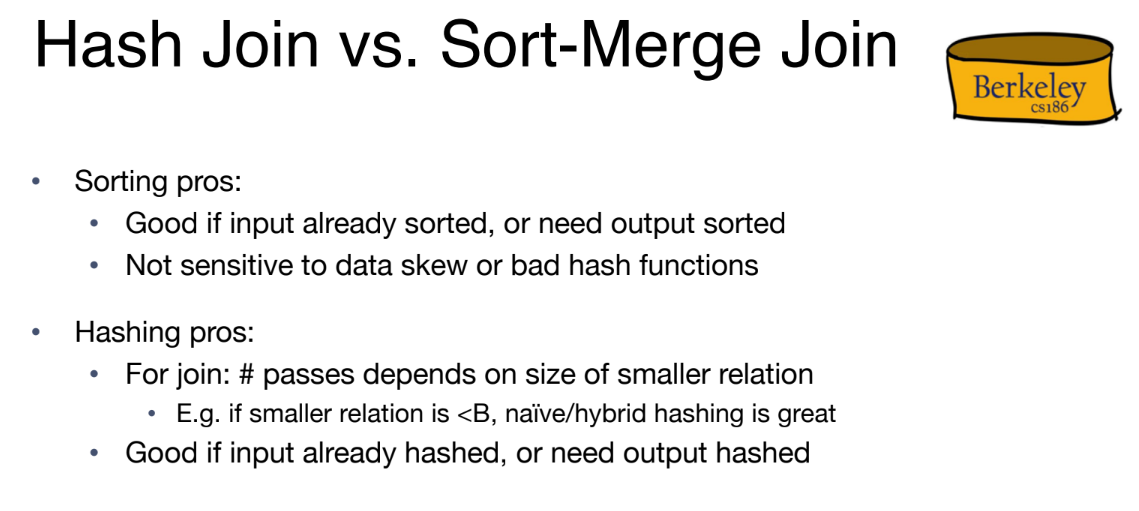 Hash Join vs. Sort-Merge Join
Berkeley
cs186
• Sorting pros:
• Good if input already sorted, or need output sorted
• Not sensitive to data skew or bad hash functions
• Hashing pros:
• For join: # passes depends on size of smaller relation
• E.g. if smaller relation is <B, naïve/hybrid hashing is great
• Good if input already hashed, or need output hashed